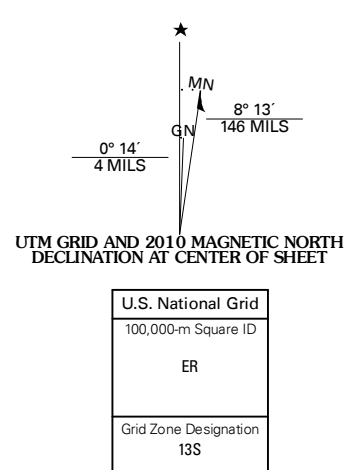 ★
MN
8° 13´
146 MILS
GN
0° 14´
4 MILS
UTM GRID AND 2010 MAGNETIC NORTH
DECLINATION AT CENTER OF SHEET
U.S. National Grid
100,000-m Square ID
ER
Grid Zone Designation
13S